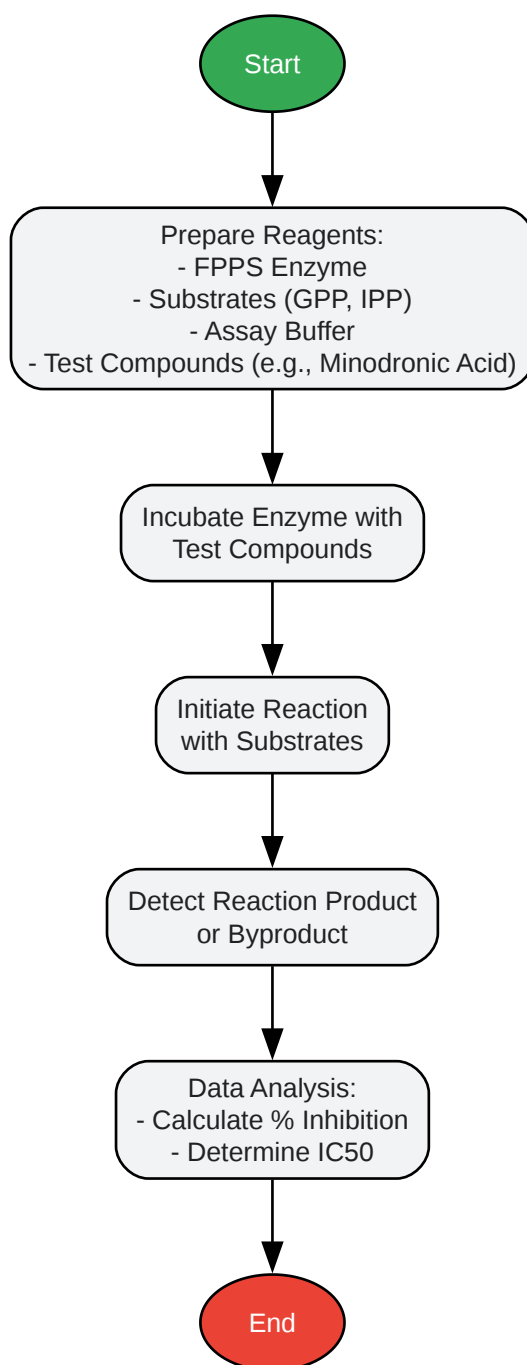 Start
Prepare Reagents:
- FPPS Enzyme
- Substrates (GPP, IPP)
- Assay Buffer
- Test Compounds (e.g., Minodronic Acid)
Incubate Enzyme with
Test Compounds
Initiate Reaction
with Substrates
Detect Reaction Product
or Byproduct
Data Analysis:
- Calculate % Inhibition
- Determine IC50
End